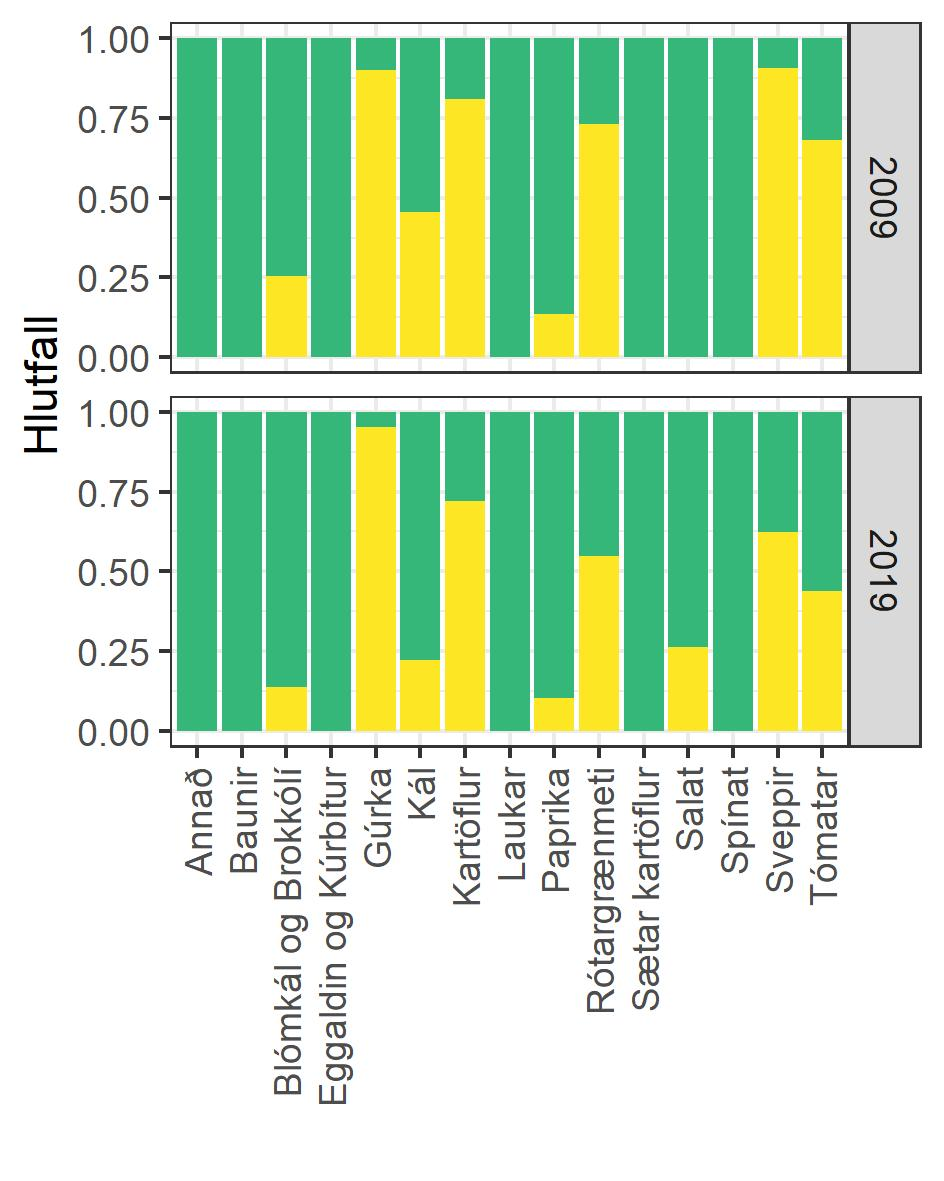 Hlutfall
1.00
0.75
0.50
0.25
0.00
2009
1.00
0.75
0.50
0.25
0.00
2019
Annað
Baunir
Blómkál og Brokkólí
Eggaldin og Kúrbítur
Gúrka
Kál
Kartöflur
Laukar
Paprika
Rótargrænmeti
Sætar kartöflur
Salat
Spínat
Sveppir
Tómatar